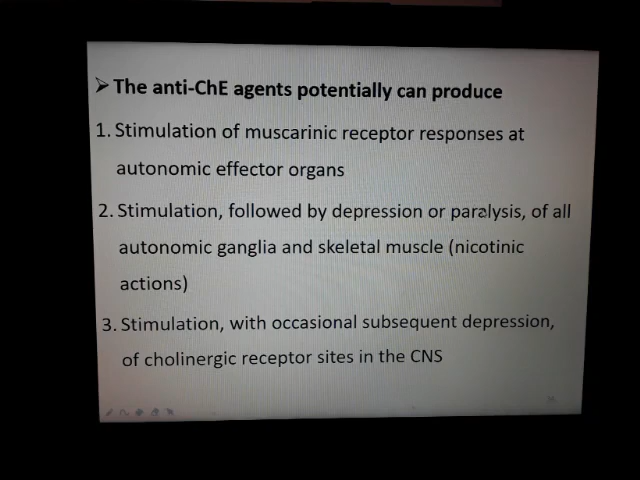 ➢ The anti-ChE agents potentially can produce
1. Stimulation of muscarinic receptor responses at
autonomic effector organs
2. Stimulation, followed by depression or paralysis, of all
autonomic ganglia and skeletal muscle (nicotinic
actions)
3. Stimulation, with occasional subsequent depression,
of cholinergic receptor sites in the CNS